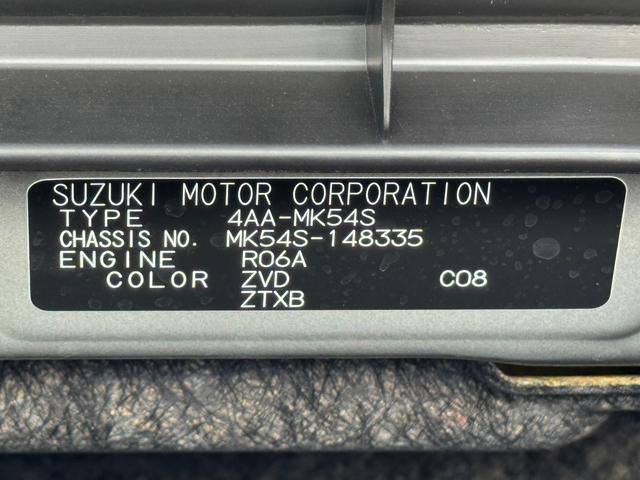 SUZUKI MOTOR CORPORATION
TYPE 4AA-MK54S
CHASSIS NO. MK54S-148335
ENGINE R06A
COLOR ZVD C08
ZTXB